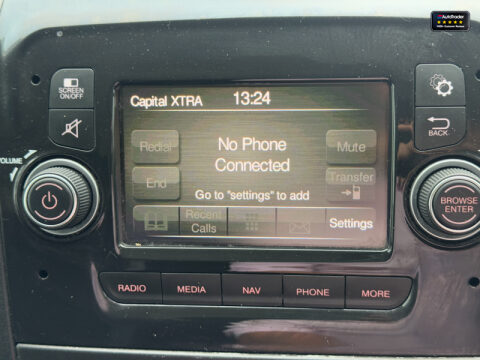 AutoTrader
SCREEN
ON/OFF
Capital XTRA 13:24
Redial
No Phone
Connected
Mute
BACK
VOLUME
End
Go to "settings" to add
Transfer
BROWSE
ENTER
Recent
Calls
Settings
RADIO MEDIA NAV PHONE MORE